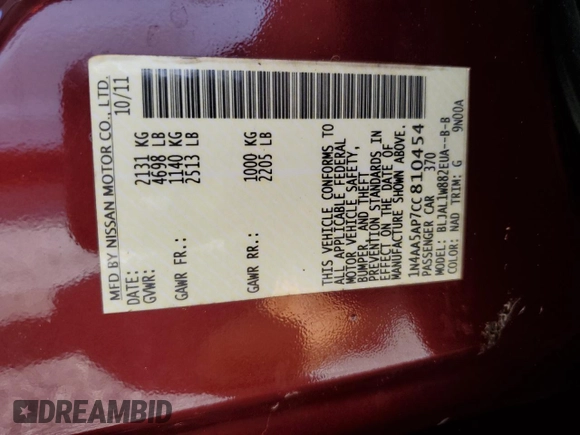 MFD BY NISSAN MOTOR CO., LTD.
DATE: 10/11
GVWR: 2131 KG
4698 LB
GAWR FR.: 1140 KG
2513 LB
GAWR RR.: 1000 KG
2205 LB
THIS VEHICLE CONFORMS TO
ALL APPLICABLE FEDERAL
MOTOR VEHICLE SAFETY,
BUMPER, AND THEFT
PREVENTION STANDARDS IN
EFFECT ON THE DATE OF
MANUFACTURE SHOWN ABOVE.
1N4AA5AP7CC810454
PASSENGER CAR 370
MODEL: BLJAL1W882EUA--B-B
COLOR: NAD TRIM: G 9N00A
DREAMBID